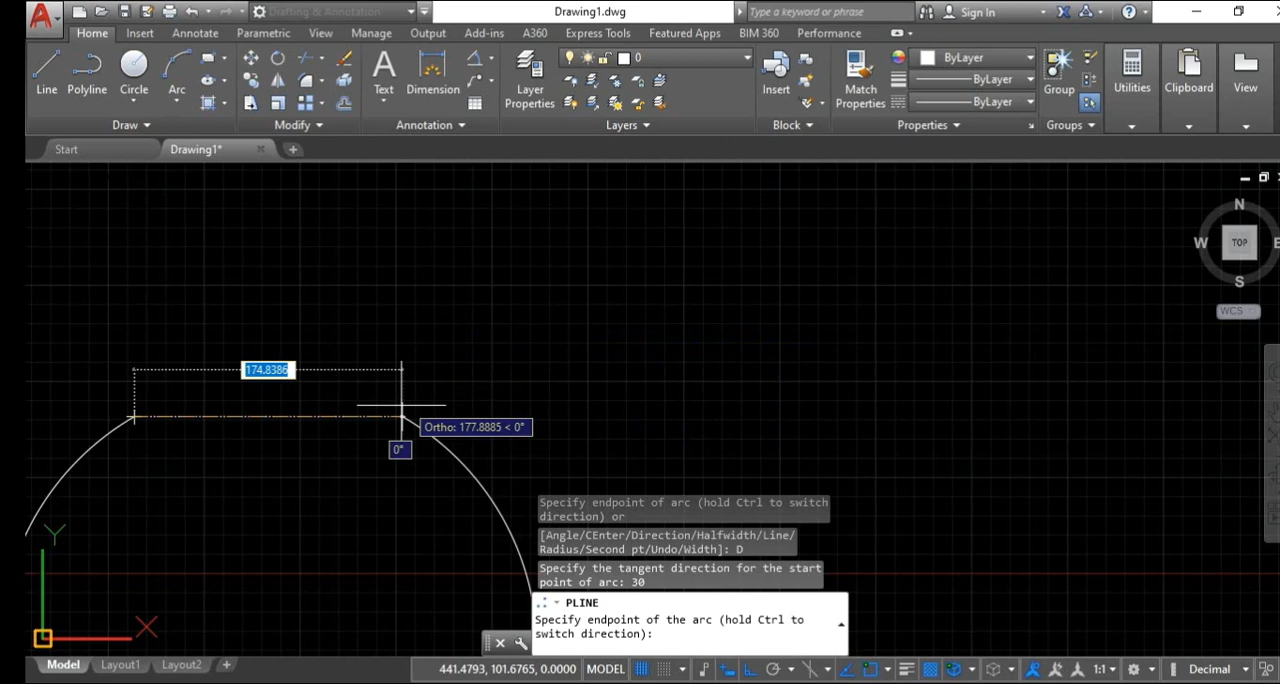 Drafting & Annotation
Drawing1.dwg
Type a keyword or phrase
Sign In
Home Insert Annotate Parametric View Manage Output Add-ins A360 Express Tools Featured Apps BIM 360 Performance
Line Polyline Circle Arc
Text Dimension
Layer Properties
0
Insert
Match Properties
ByLayer
ByLayer
ByLayer
Group
Utilities Clipboard View
Draw Modify Annotation Layers Block Properties Groups
Start Drawing1*
N
W TOP E
S
WCS
174.8386
Ortho: 177.8885 < 0°
0°
Specify endpoint of arc (hold Ctrl to switch
direction) or
[Angle/CEnter/Direction/Halfwidth/Line/
Radius/Second pt/Undo/Width]: D
Specify the tangent direction for the start
point of arc: 30
PLINE
Specify endpoint of the arc (hold Ctrl to
switch direction):
Y
X
Model Layout1 Layout2
441.4793, 101.6765, 0.0000 MODEL 1:1 Decimal